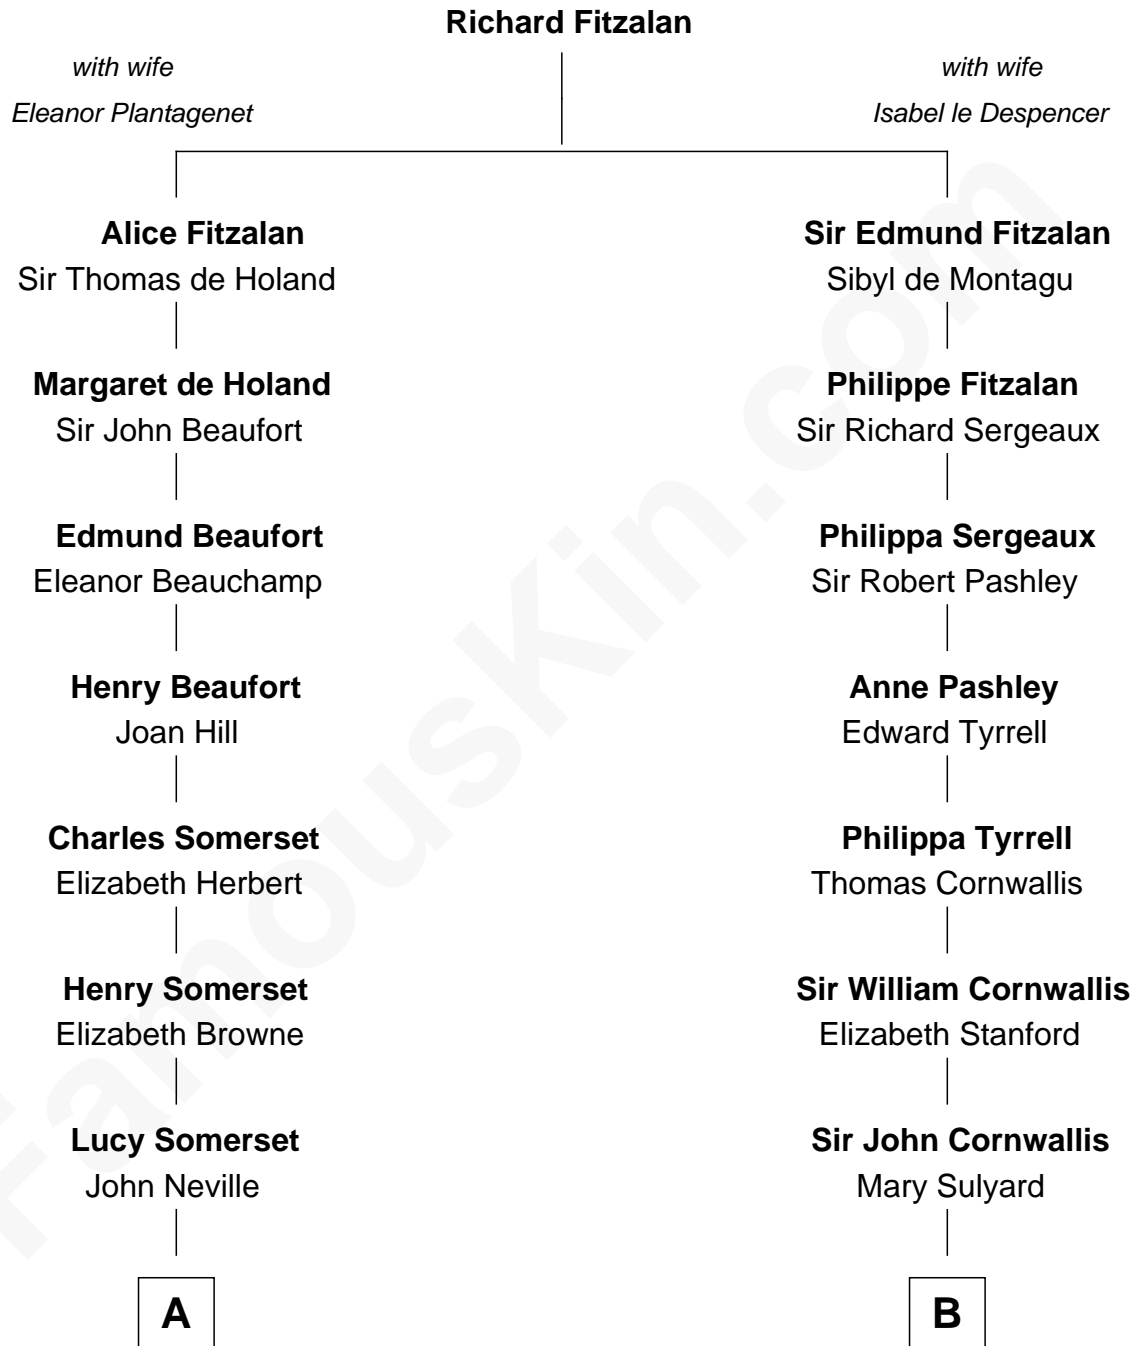 Richard Fitzalan
with wife
Eleanor Plantagenet
with wife
Isabel le Despencer
Alice Fitzalan
Sir Thomas de Holand
Sir Edmund Fitzalan
Sibyl de Montagu
Margaret de Holand
Sir John Beaufort
Philippe Fitzalan
Sir Richard Sergeaux
Edmund Beaufort
Eleanor Beauchamp
Philippa Sergeaux
Sir Robert Pashley
Henry Beaufort
Joan Hill
Anne Pashley
Edward Tyrrell
Charles Somerset
Elizabeth Herbert
Philippa Tyrrell
Thomas Cornwallis
Henry Somerset
Elizabeth Browne
Sir William Cornwallis
Elizabeth Stanford
Lucy Somerset
John Neville
Sir John Cornwallis
Mary Sulyard
A
B
FamousKin.com